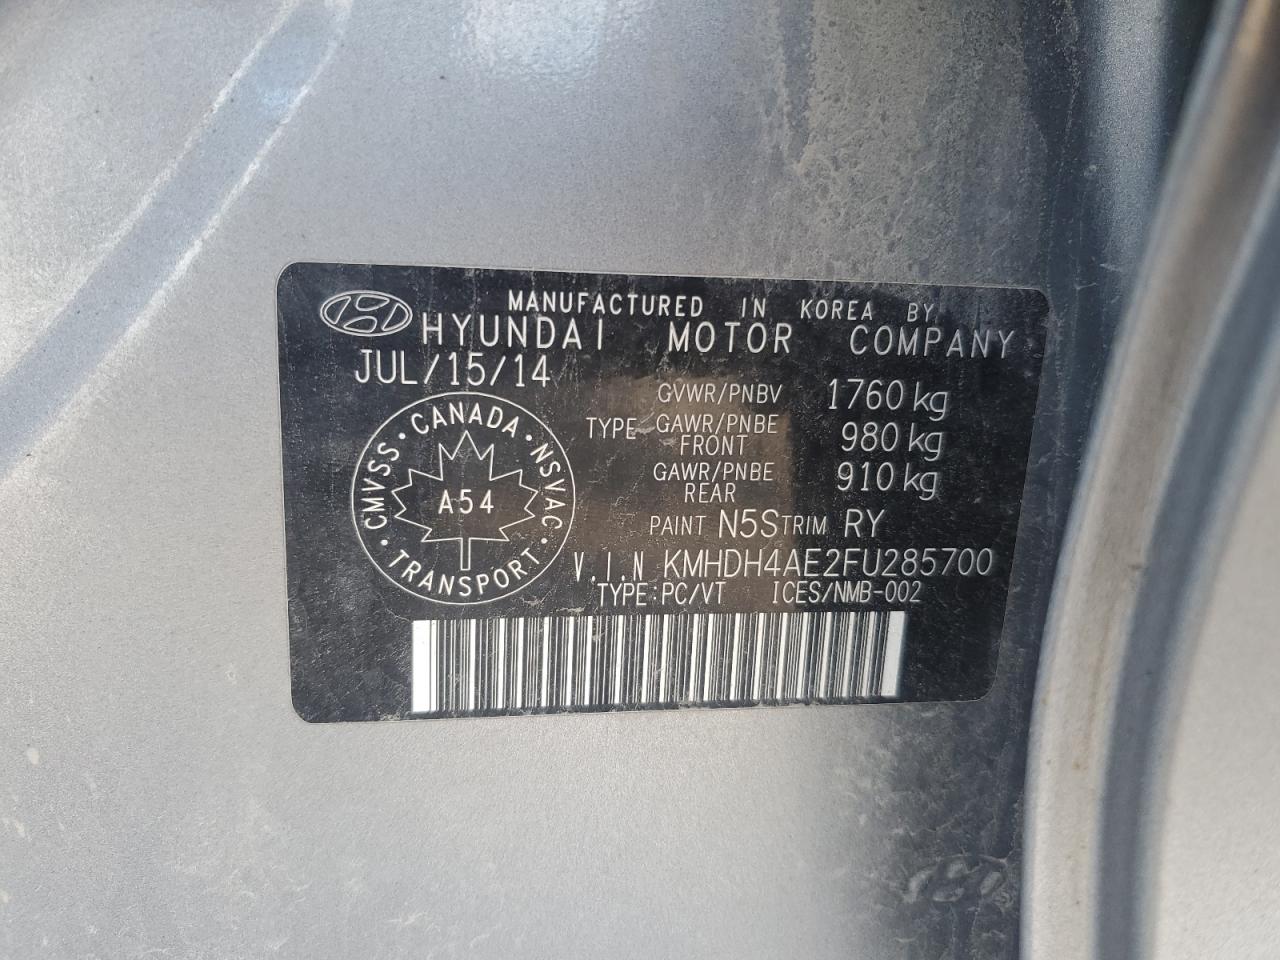 MANUFACTURED IN KOREA BY
HYUNDAI MOTOR COMPANY
JUL/15/14
GVWR/PNBV 1760 kg
TYPE GAWR/PNBE FRONT 980 kg
GAWR/PNBE REAR 910 kg
PAINT N5S TRIM RY
V.I.N KMHDH4AE2FU285700
TYPE:PC/VT ICES/NMB-002
CMVSS · CANADA · NSVAC · TRANSPORT ·
A54